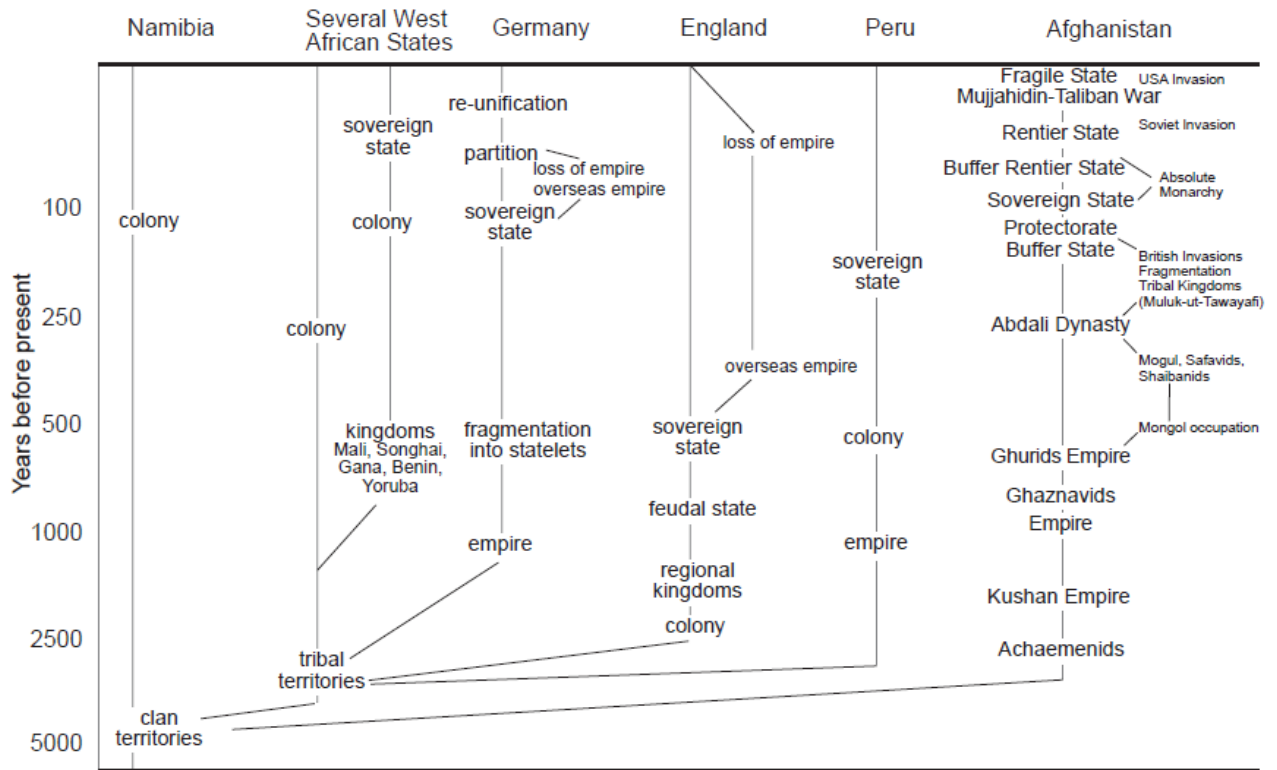 Namibia
Several West
African States
Germany
England
Peru
Afghanistan
Years before present
100
250
500
1000
2500
5000
colony
clan
territories
colony
tribal
territories
sovereign
state
colony
kingdoms
Mali, Songhai,
Gana, Benin,
Yoruba
re-unification
partition
loss of empire
overseas empire
sovereign
state
fragmentation
into statelets
empire
loss of empire
overseas empire
sovereign
state
feudal state
regional
kingdoms
colony
sovereign
state
colony
empire
Fragile State
USA Invasion
Mujjahidin-Taliban War
Soviet Invasion
Rentier State
Buffer Rentier State
Absolute
Monarchy
Sovereign State
Protectorate
Buffer State
British Invasions
Fragmentation
Tribal Kingdoms
(Muluk-ut-Tawayafi)
Abdali Dynasty
Mogul, Safavids,
Shaibanids
Mongol occupation
Ghurids Empire
Ghaznavids
Empire
Kushan Empire
Achaemenids